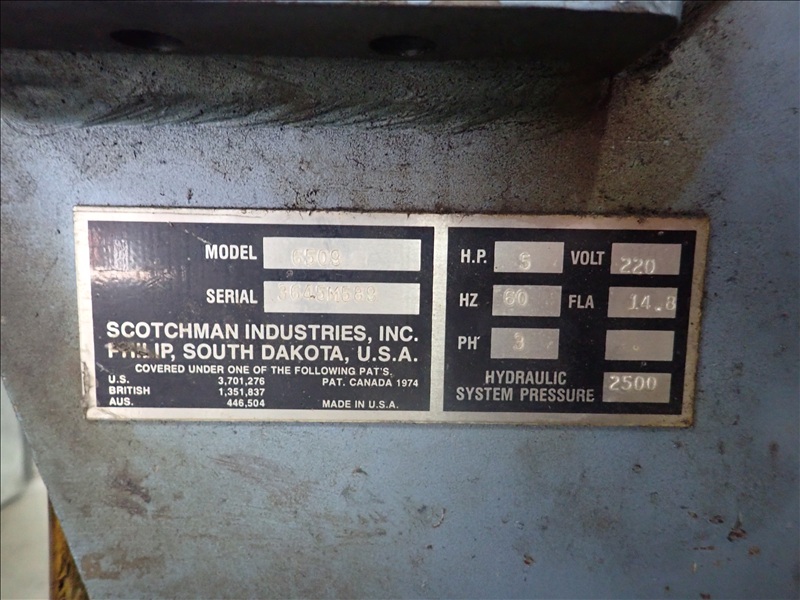 MODEL 6509
SERIAL
SCOTCHMAN INDUSTRIES, INC.
PHILIP, SOUTH DAKOTA, U.S.A.
COVERED UNDER ONE OF THE FOLLOWING PAT'S.
U.S. 3,701,276 PAT. CANADA 1974
BRITISH 1,351,837
AUS. 446,504 MADE IN U.S.A.
H.P. 5 VOLT 220
HZ 60 FLA 14.8
PH 3
HYDRAULIC
SYSTEM PRESSURE 2500